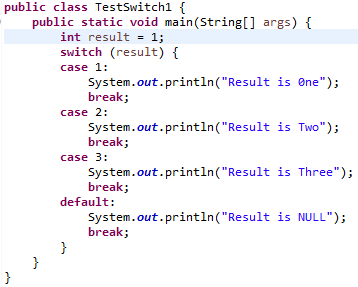 public class TestSwitch1 {
    public static void main(String[] args) {
        int result = 1;
        switch (result) {
        case 1:
            System.out.println("Result is 0ne");
            break;
        case 2:
            System.out.println("Result is Two");
            break;
        case 3:
            System.out.println("Result is Three");
            break;
        default:
            System.out.println("Result is NULL");
            break;
        }
    }
}